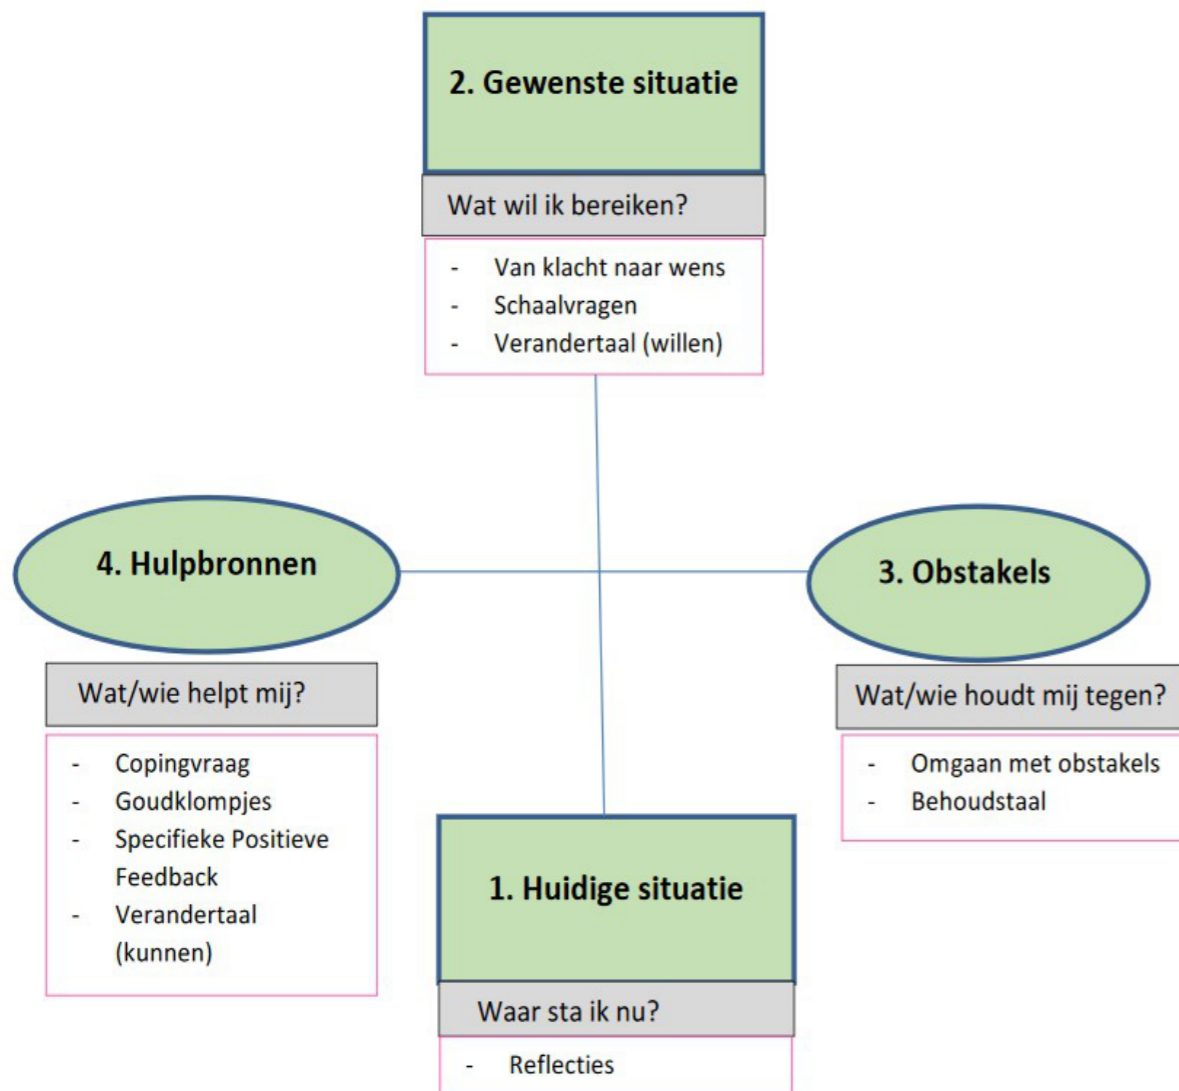 2. Gewenste situatie
Wat wil ik bereiken?
- Van klacht naar wens
- Schaalvragen
- Verandertaal (willen)
4. Hulpbronnen
Wat/wie helpt mij?
- Copingvraag
- Goudklompjes
- Specifieke Positieve
Feedback
- Verandertaal
(kunnen)
3. Obstakels
Wat/wie houdt mij tegen?
- Omgaan met obstakels
- Behoudstaal
1. Huidige situatie
Waar sta ik nu?
- Reflecties